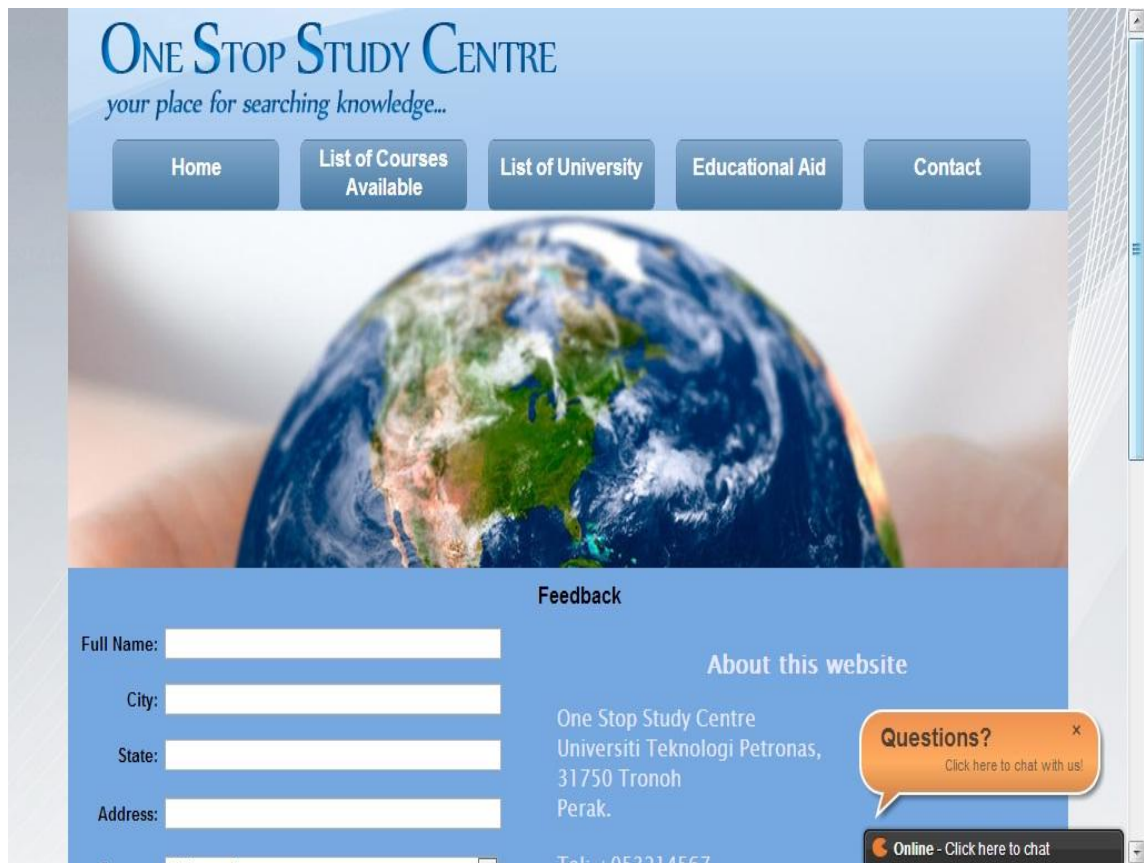 ONE STOP STUDY CENTRE
your place for searching knowledge...
Home
List of Courses
Available
List of University
Educational Aid
Contact
Feedback
Full Name:
City:
State:
Address:
About this website
One Stop Study Centre
Universiti Teknologi Petronas,
31750 Tronoh
Perak.
Questions?
×
Click here to chat with us!
Online - Click here to chat